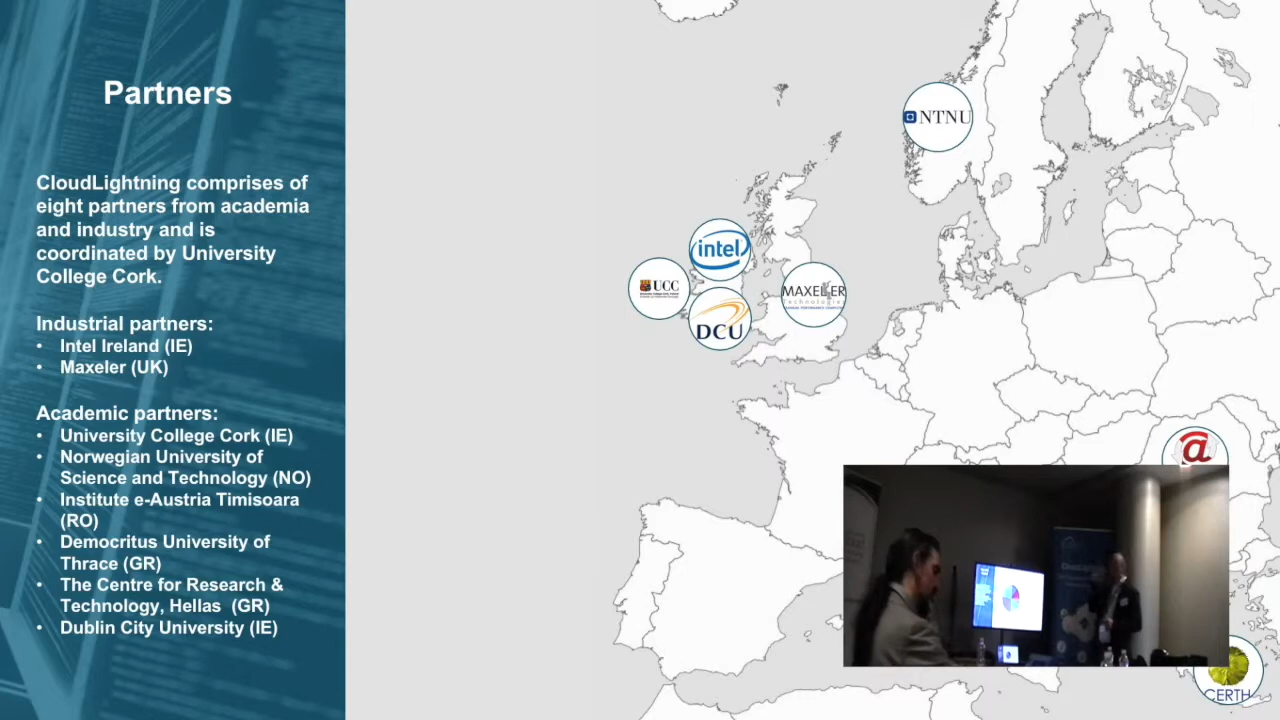 Partners
CloudLightning comprises of
eight partners from academia
and industry and is
coordinated by University
College Cork.
Industrial partners:
• Intel Ireland (IE)
• Maxeler (UK)
Academic partners:
• University College Cork (IE)
• Norwegian University of
Science and Technology (NO)
• Institute e-Austria Timisoara
(RO)
• Democritus University of
Thrace (GR)
• The Centre for Research &
Technology, Hellas (GR)
• Dublin City University (IE)
NTNU
intel
UCC
MAXELER
Technologies
DCU
@
CERTH